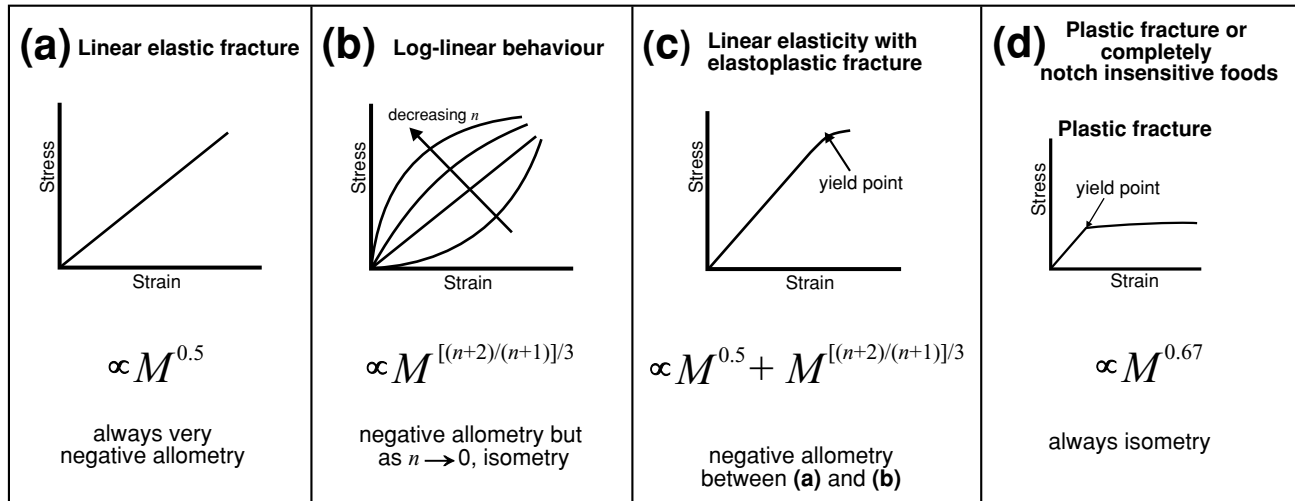 (a) Linear elastic fracture
Stress
Strain
∝ M^0.5
always very
negative allometry
(b) Log-linear behaviour
decreasing n
Stress
Strain
∝ M^[(n+2)/(n+1)]/3
negative allometry but
as n → 0, isometry
(c) Linear elasticity with
elastoplastic fracture
yield point
Stress
Strain
∝ M^0.5 + M^[(n+2)/(n+1)]/3
negative allometry
between (a) and (b)
(d) Plastic fracture or
completely
notch insensitive foods
Plastic fracture
yield point
Stress
Strain
∝ M^0.67
always isometry